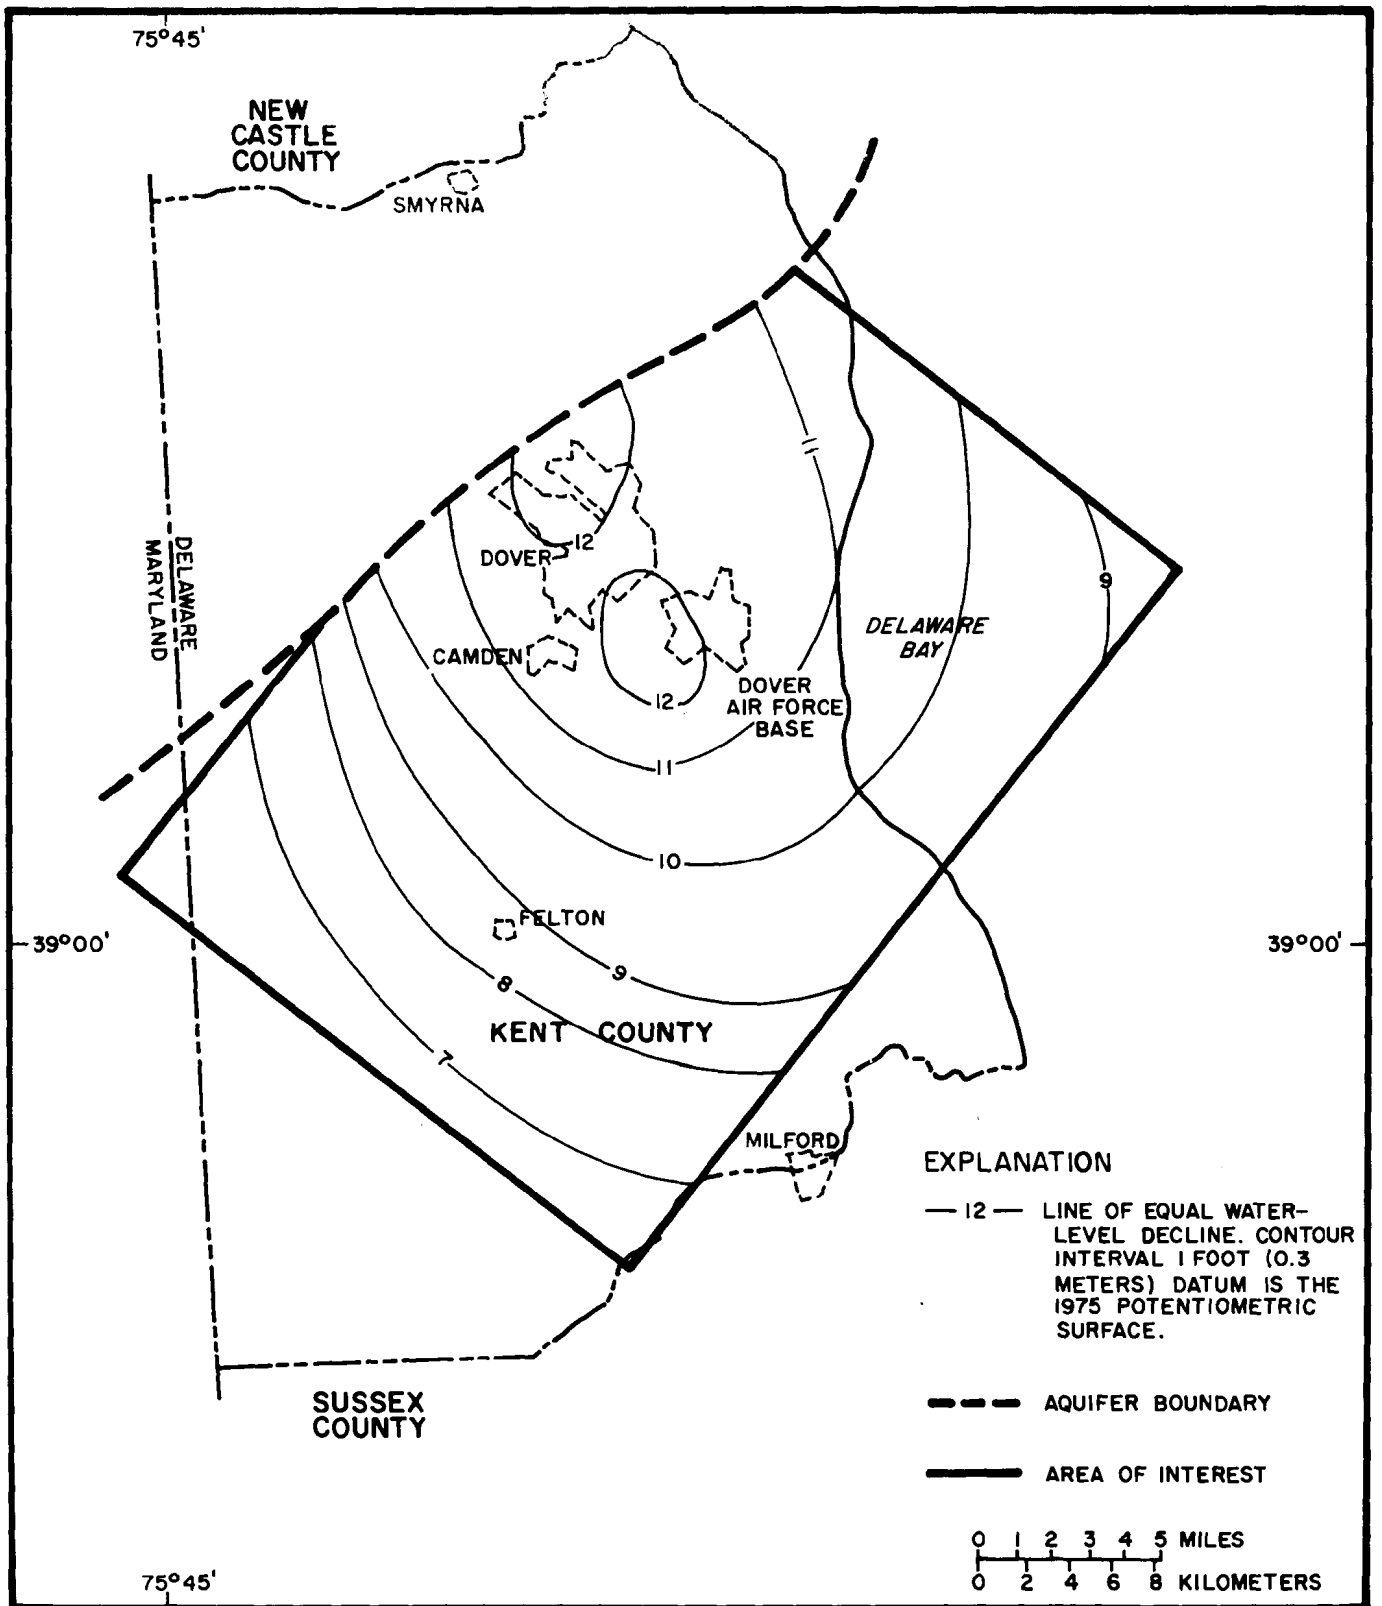 75°45'
NEW
CASTLE
COUNTY
SMYRNA
11
12
DOVER
DELAWARE
MARYLAND
9
DELAWARE
BAY
CAMDEN
12
DOVER
AIR FORCE
BASE
11
10
FELTON
39°00'
39°00'
9
8
KENT COUNTY
7
MILFORD
EXPLANATION
—12— LINE OF EQUAL WATER-
LEVEL DECLINE. CONTOUR
INTERVAL 1 FOOT (0.3
METERS) DATUM IS THE
1975 POTENTIOMETRIC
SURFACE.
SUSSEX
COUNTY
AQUIFER BOUNDARY
AREA OF INTEREST
0 1 2 3 4 5 MILES
0 2 4 6 8 KILOMETERS
75°45'